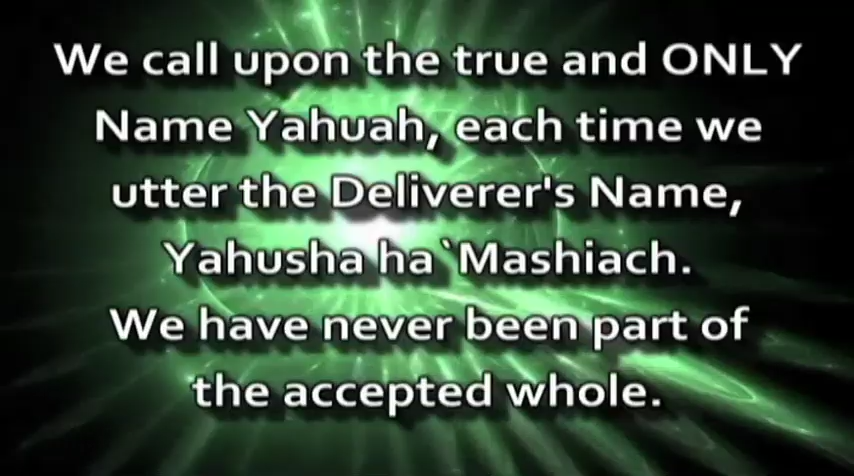 We call upon the true and ONLY
Name Yahuah, each time we
utter the Deliverer's Name,
Yahusha ha`Mashiach.
We have never been part of
the accepted whole.